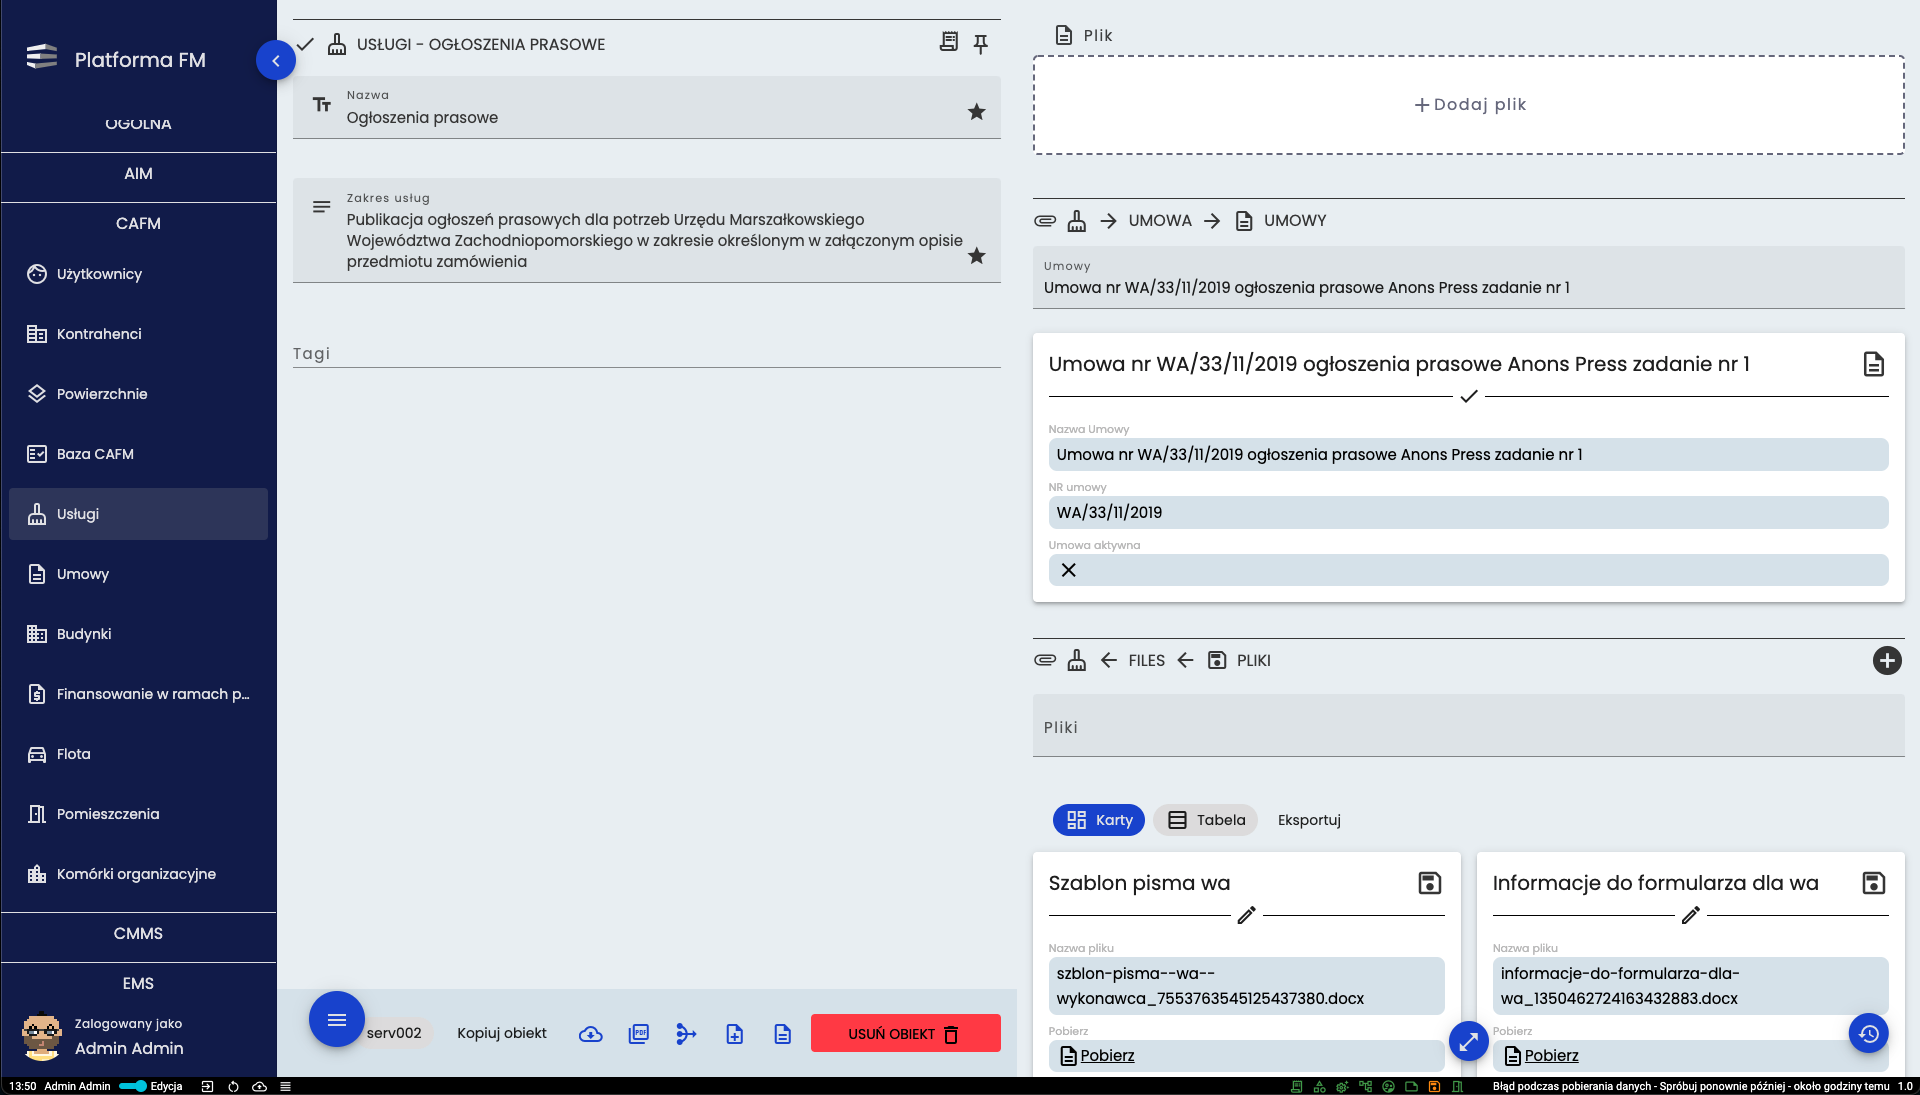 Platforma FM
OGÓLNA
AIM
CAFM
Użytkownicy
Kontrahenci
Powierzchnie
Baza CAFM
Usługi
Umowy
Budynki
Finansowanie w ramach p...
Flota
Pomieszczenia
Komórki organizacyjne
CMMS
EMS
Zalogowany jako
Admin Admin
USŁUGI - OGŁOSZENIA PRASOWE
Nazwa
Ogłoszenia prasowe
Zakres usług
Publikacja ogłoszeń prasowych dla potrzeb Urzędu Marszałkowskiego
Województwa Zachodniopomorskiego w zakresie określonym w załączonym opisie
przedmiotu zamówienia
Tagi
serv002
Kopiuj obiekt
PDF
USUŃ OBIEKT
Plik
Dodaj plik
UMOWA
UMOWY
Umowy
Umowa nr WA/33/11/2019 ogłoszenia prasowe Anons Press zadanie nr 1
Umowa nr WA/33/11/2019 ogłoszenia prasowe Anons Press zadanie nr 1
Nazwa Umowy
Umowa nr WA/33/11/2019 ogłoszenia prasowe Anons Press zadanie nr 1
NR umowy
WA/33/11/2019
Umowa aktywna
FILES
PLIKI
Pliki
Karty
Tabela
Eksportuj
Szablon pisma wa
Nazwa pliku
szblon-pisma--wa--
wykonawca_7553763545125437380.docx
Pobierz
Pobierz
Informacje do formularza dla wa
Nazwa pliku
informacje-do-formularza-dla-
wa_1350462724163432883.docx
Pobierz
Pobierz
13:50 Admin Admin Edycja
Błąd podczas pobierania danych - Spróbuj ponownie później - około godziny temu 1.0